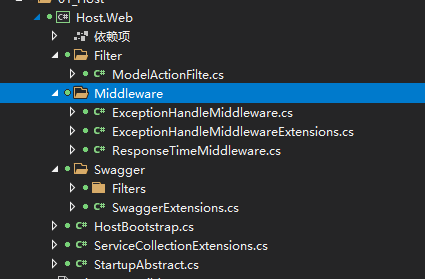 01_Host
Host.Web
依赖项
Filter
ModelActionFilte.cs
Middleware
ExceptionHandleMiddleware.cs
ExceptionHandleMiddlewareExtensions.cs
ResponseTimeMiddleware.cs
Swagger
Filters
SwaggerExtensions.cs
HostBootstrap.cs
ServiceCollectionExtensions.cs
StartupAbstract.cs